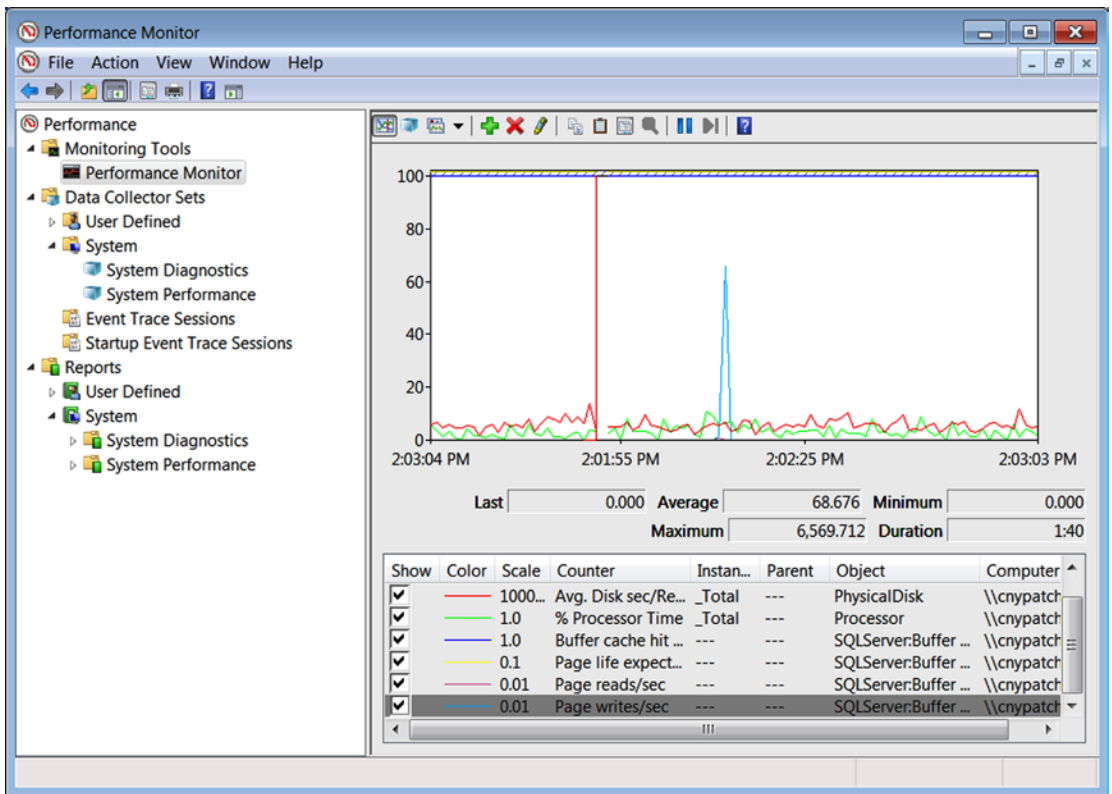 Performance Monitor
File Action View Window Help
Performance
Monitoring Tools
Performance Monitor
Data Collector Sets
User Defined
System
System Diagnostics
System Performance
Event Trace Sessions
Startup Event Trace Sessions
Reports
User Defined
System
System Diagnostics
System Performance
100
80
60
40
20
0
2:03:04 PM 2:01:55 PM 2:02:25 PM 2:03:03 PM
Last 0.000 Average 68.676 Minimum 0.000
Maximum 6,569.712 Duration 1:40
Show Color Scale Counter Instan... Parent Object Computer
1000... Avg. Disk sec/Re... _Total --- PhysicalDisk \\cnypatch
1.0 % Processor Time _Total --- Processor \\cnypatch
1.0 Buffer cache hit ... --- --- SQLServer:Buffer ... \\cnypatch
0.1 Page life expect... --- --- SQLServer:Buffer ... \\cnypatch
0.01 Page reads/sec --- --- SQLServer:Buffer ... \\cnypatch
0.01 Page writes/sec --- --- SQLServer:Buffer ... \\cnypatch